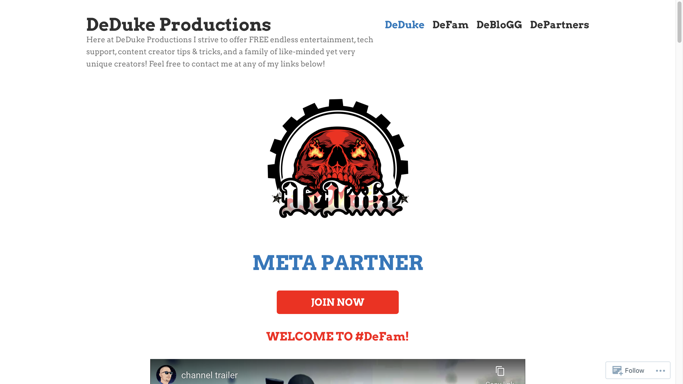 DeDuke Productions
DeDuke DeFam DeBloGG DePartners
Here at DeDuke Productions I strive to offer FREE endless entertainment, tech
support, content creator tips & tricks, and a family of like-minded yet very
unique creators! Feel free to contact me at any of my links below!
DeDuke
META PARTNER
JOIN NOW
WELCOME TO #DeFam!
channel trailer
Follow